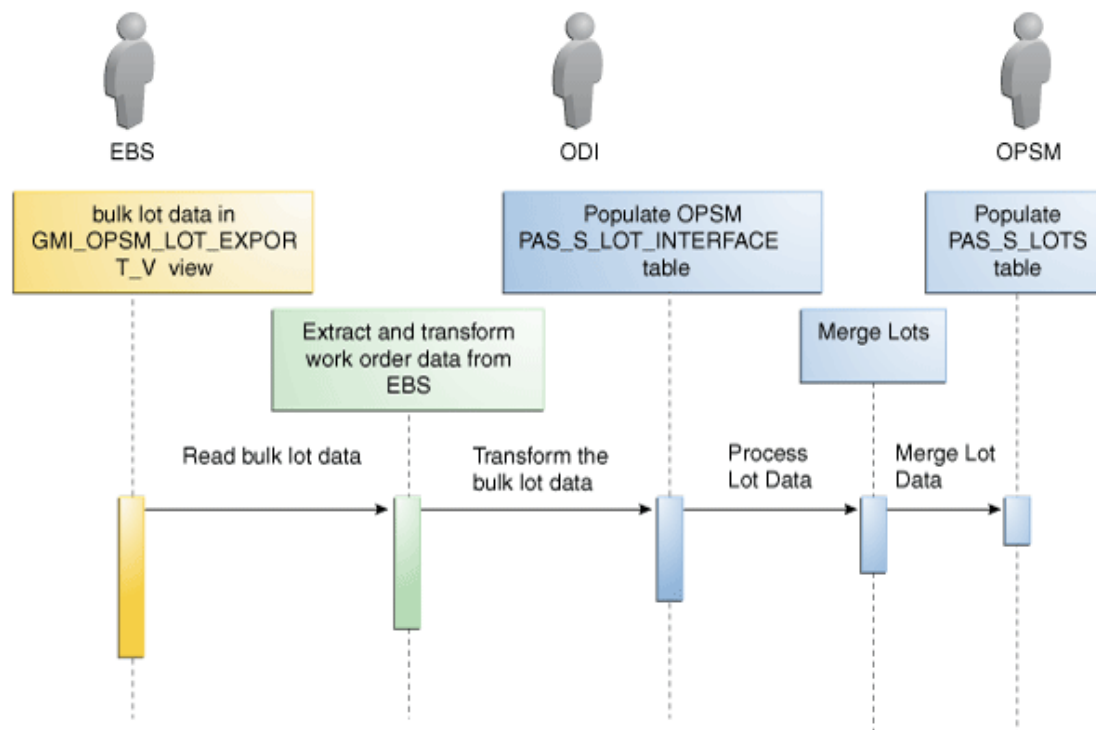 EBS
ODI
OPSM
bulk lot data in
GMI_OPSM_LOT_EXPOR
T_V view
Populate OPSM
PAS_S_LOT_INTERFACE
table
Populate
PAS_S_LOTS
table
Extract and transform
work order data from
EBS
Merge Lots
Read bulk lot data
Transform the
bulk lot data
Process
Lot Data
Merge Lot
Data